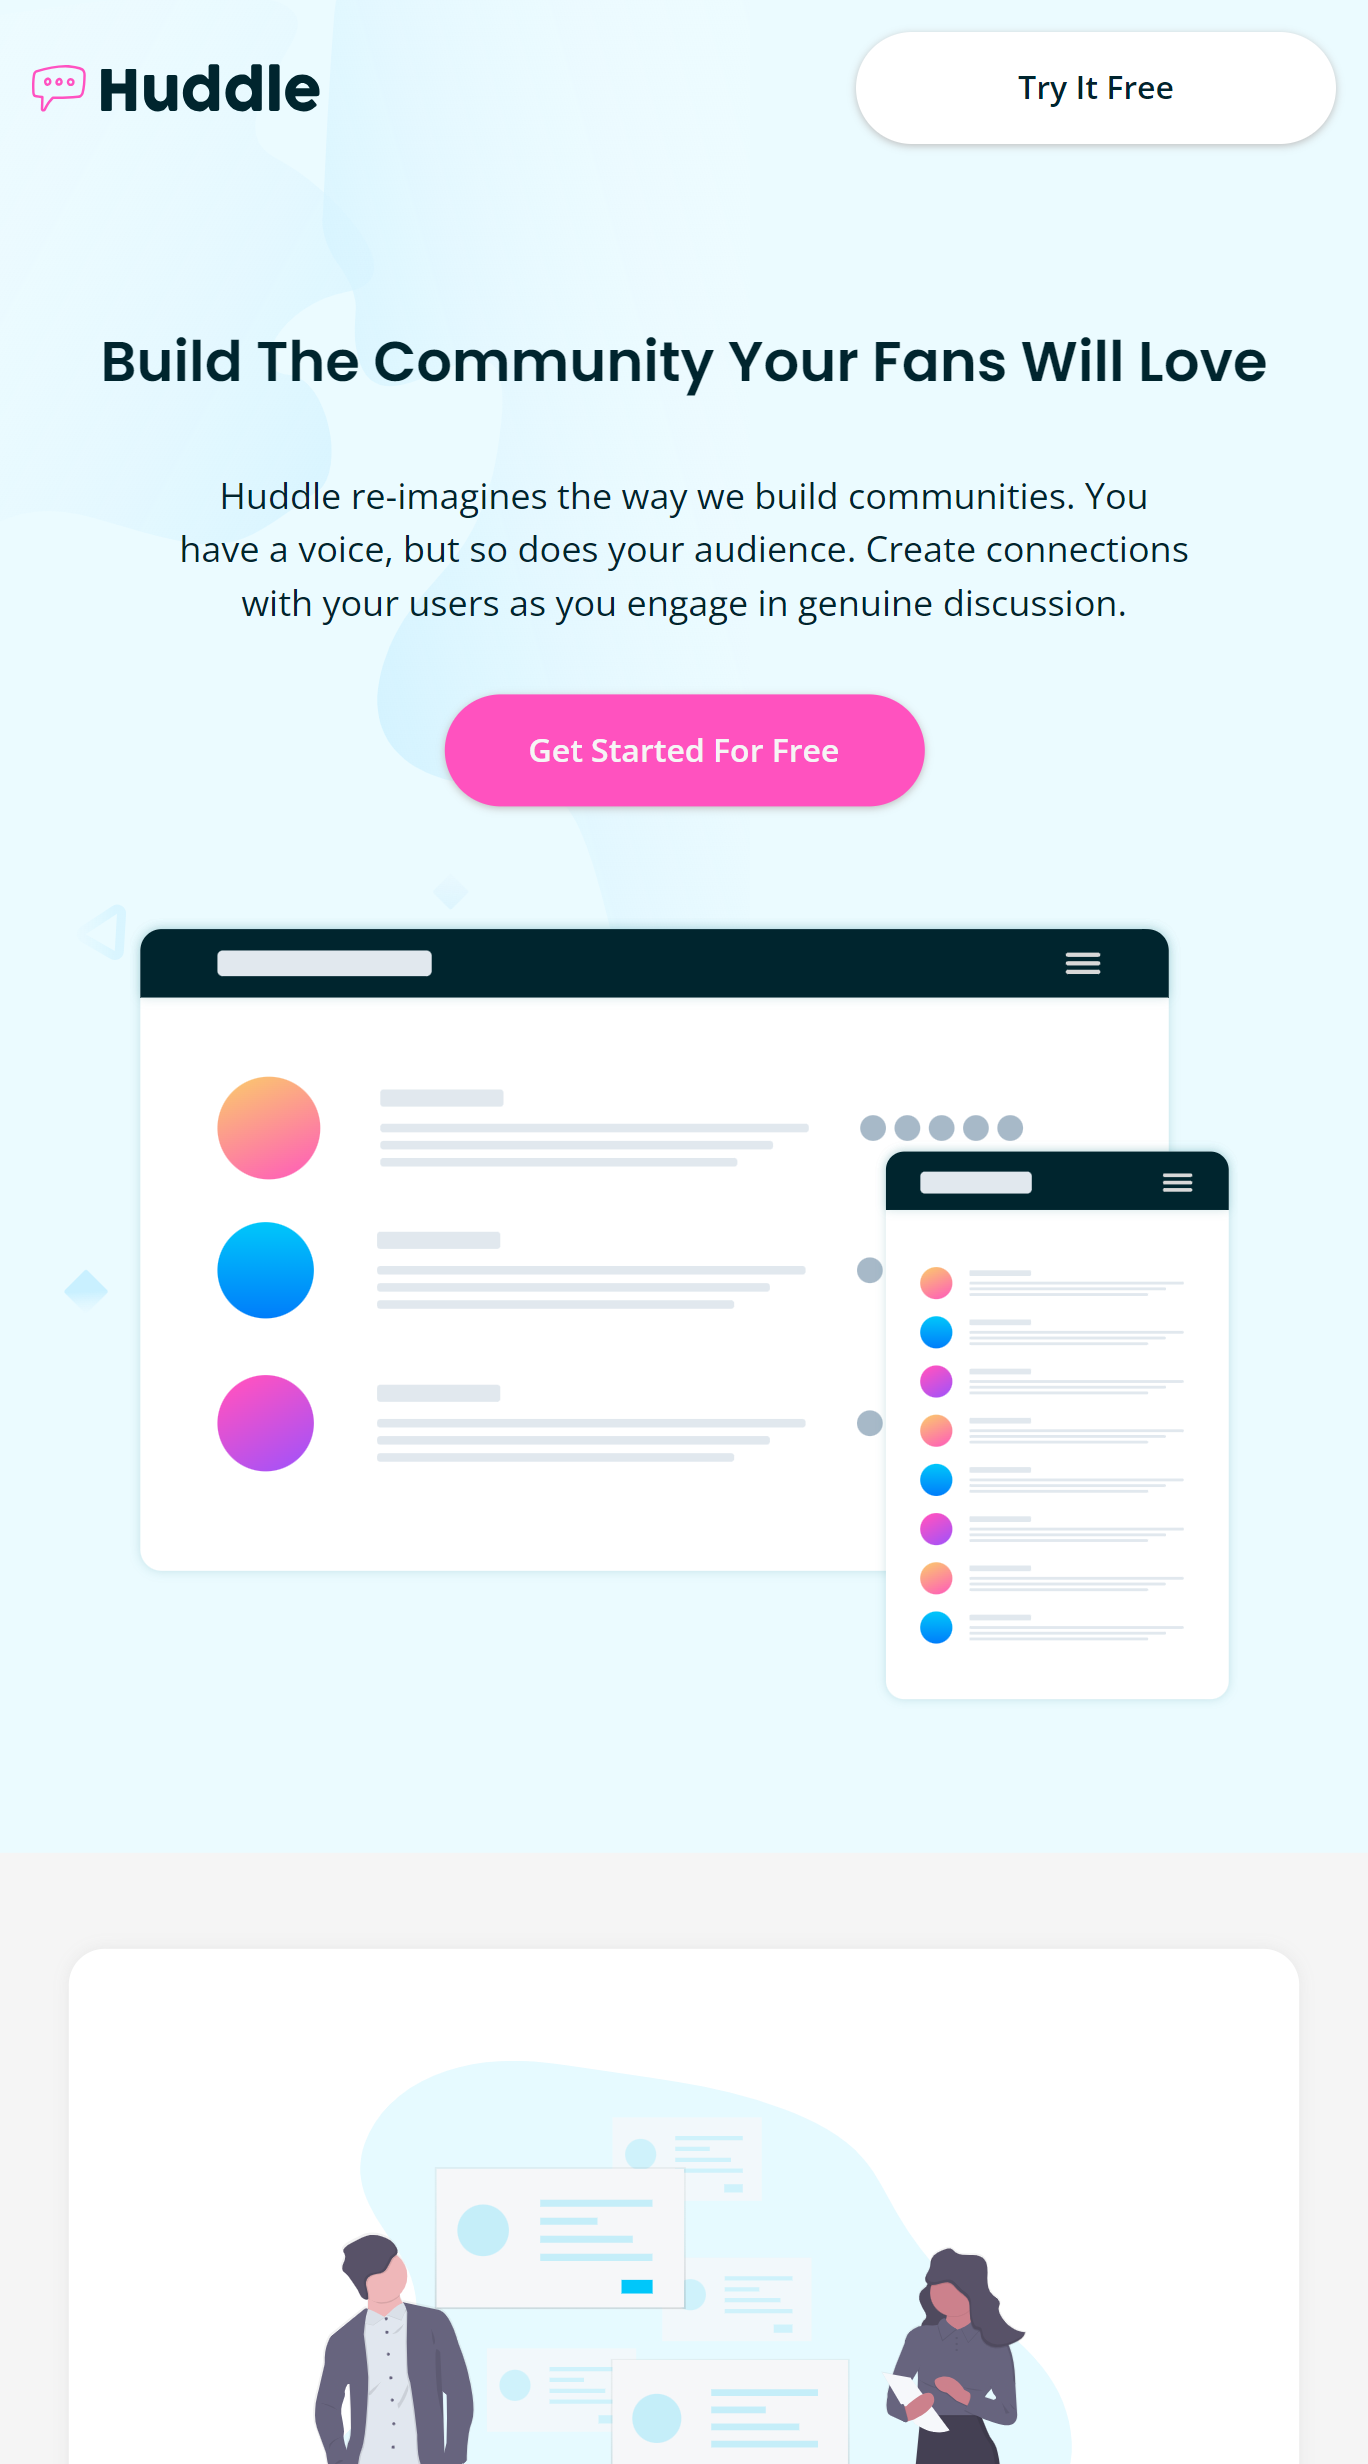 Huddle
Try It Free
Build The Community Your Fans Will Love
Huddle re-imagines the way we build communities. You
have a voice, but so does your audience. Create connections
with your users as you engage in genuine discussion.
Get Started For Free